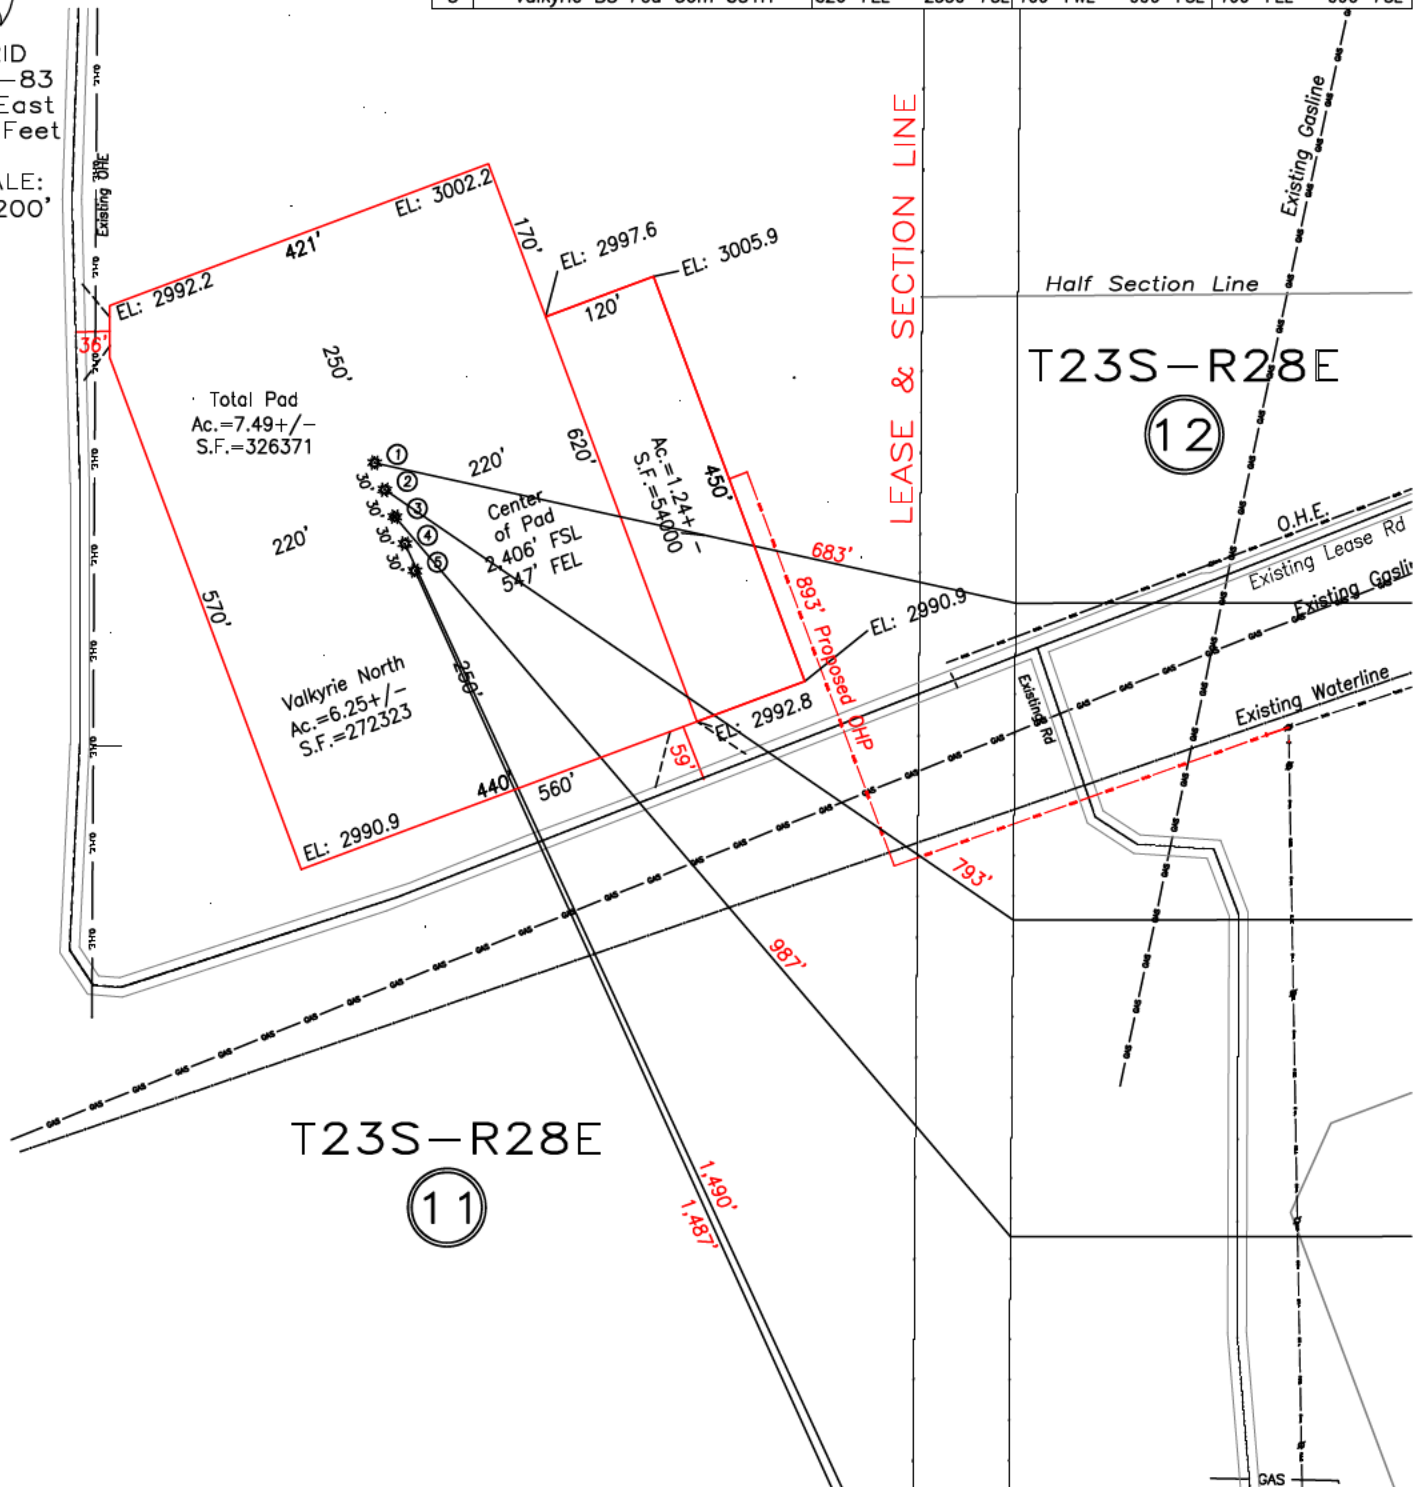 RID
-83
East
Feet
ALE:
200'
Existing OHE
LEASE & SECTION LINE
Existing Gasline
EL: 3002.2
421'
170'
EL: 2997.6
EL: 3005.9
EL: 2992.2
120'
Half Section Line
36'
250'
T23S-R28E
12
Total Pad
Ac.=7.49+/-
S.F.=326371
620'
Ac.=1.24+/-
S.F.=54000
450'
1
2
3
4
5
30'
30'
30'
30'
220'
220'
Center
of Pad
2,406' FSL
547' FEL
683'
O.H.E.
Existing Lease Rd
Existing Gasli
893' Proposed OHP
EL: 2990.9
570'
Valkyrie North
Ac.=6.25+/-
S.F.=272323
250'
Existing Rd
Existing Waterline
EL: 2992.8
59'
440'
560'
EL: 2990.9
793'
987'
T23S-R28E
11
1,490'
1,487'
GAS